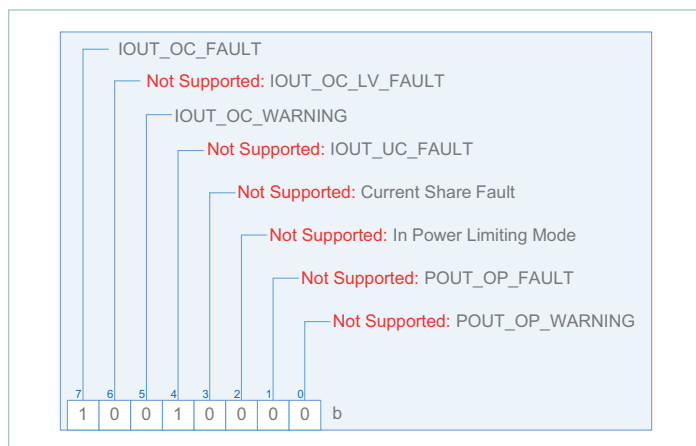 IOUT_OC_FAULT
Not Supported: IOUT_OC_LV_FAULT
IOUT_OC_WARNING
Not Supported: IOUT_UC_FAULT
Not Supported: Current Share Fault
Not Supported: In Power Limiting Mode
Not Supported: POUT_OP_FAULT
Not Supported: POUT_OP_WARNING
7 6 5 4 3 2 1 0
1 0 0 1 0 0 0 0 b